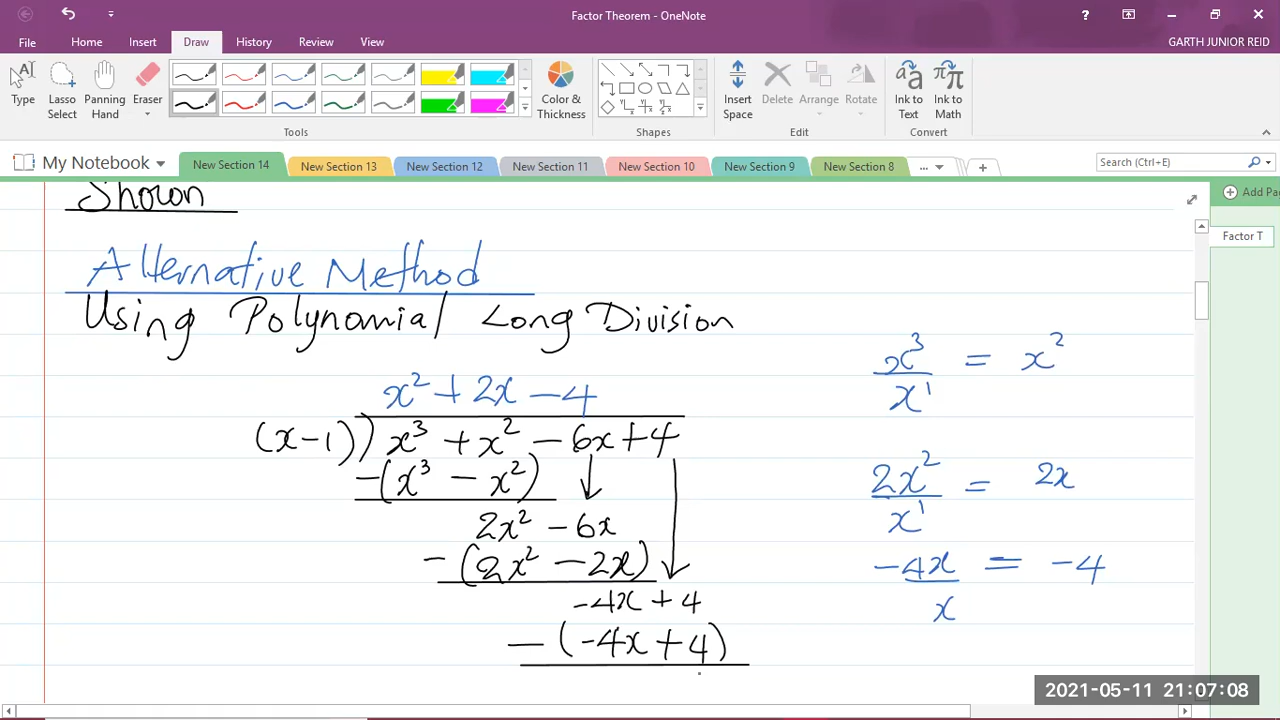 Factor Theorem - OneNote
?
File Home Insert Draw History Review View
GARTH JUNIOR REID
Type
Lasso Select
Panning Hand
Eraser
Color & Thickness
Insert Space
Delete
Arrange
Rotate
Ink to Text
Ink to Math
Tools
Shapes
Edit
Convert
My Notebook
New Section 14
New Section 13
New Section 12
New Section 11
New Section 10
New Section 9
New Section 8
...
Search (Ctrl+E)
Add Pa
Factor T
Shown
Alternative Method
Using Polynomial Long Division
x² + 2x - 4
(x-1) ) x³ + x² - 6x + 4
-(x³ - x²)
2x² - 6x
-(2x² - 2x)
-4x + 4
-(-4x + 4)
x³/x¹ = x²
2x²/x¹ = 2x
-4x/x = -4
2021-05-11 21:07:08